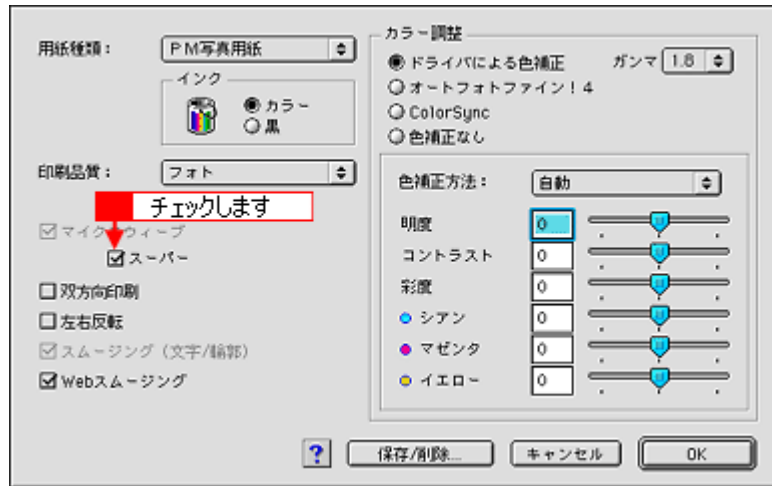 用紙種類： PM写真用紙
インク
カラー
黒
印刷品質： フォト
チェックします
マイクロウィーブ
スーパー
双方向印刷
左右反転
スムージング（文字/輪郭）
Webスムージング
カラー調整
ドライバによる色補正 ガンマ 1.8
オートフォトファイン！4
ColorSync
色補正なし
色補正方法： 自動
明度 0
コントラスト 0
彩度 0
シアン 0
マゼンタ 0
イエロー 0
? 保存/削除... キャンセル OK